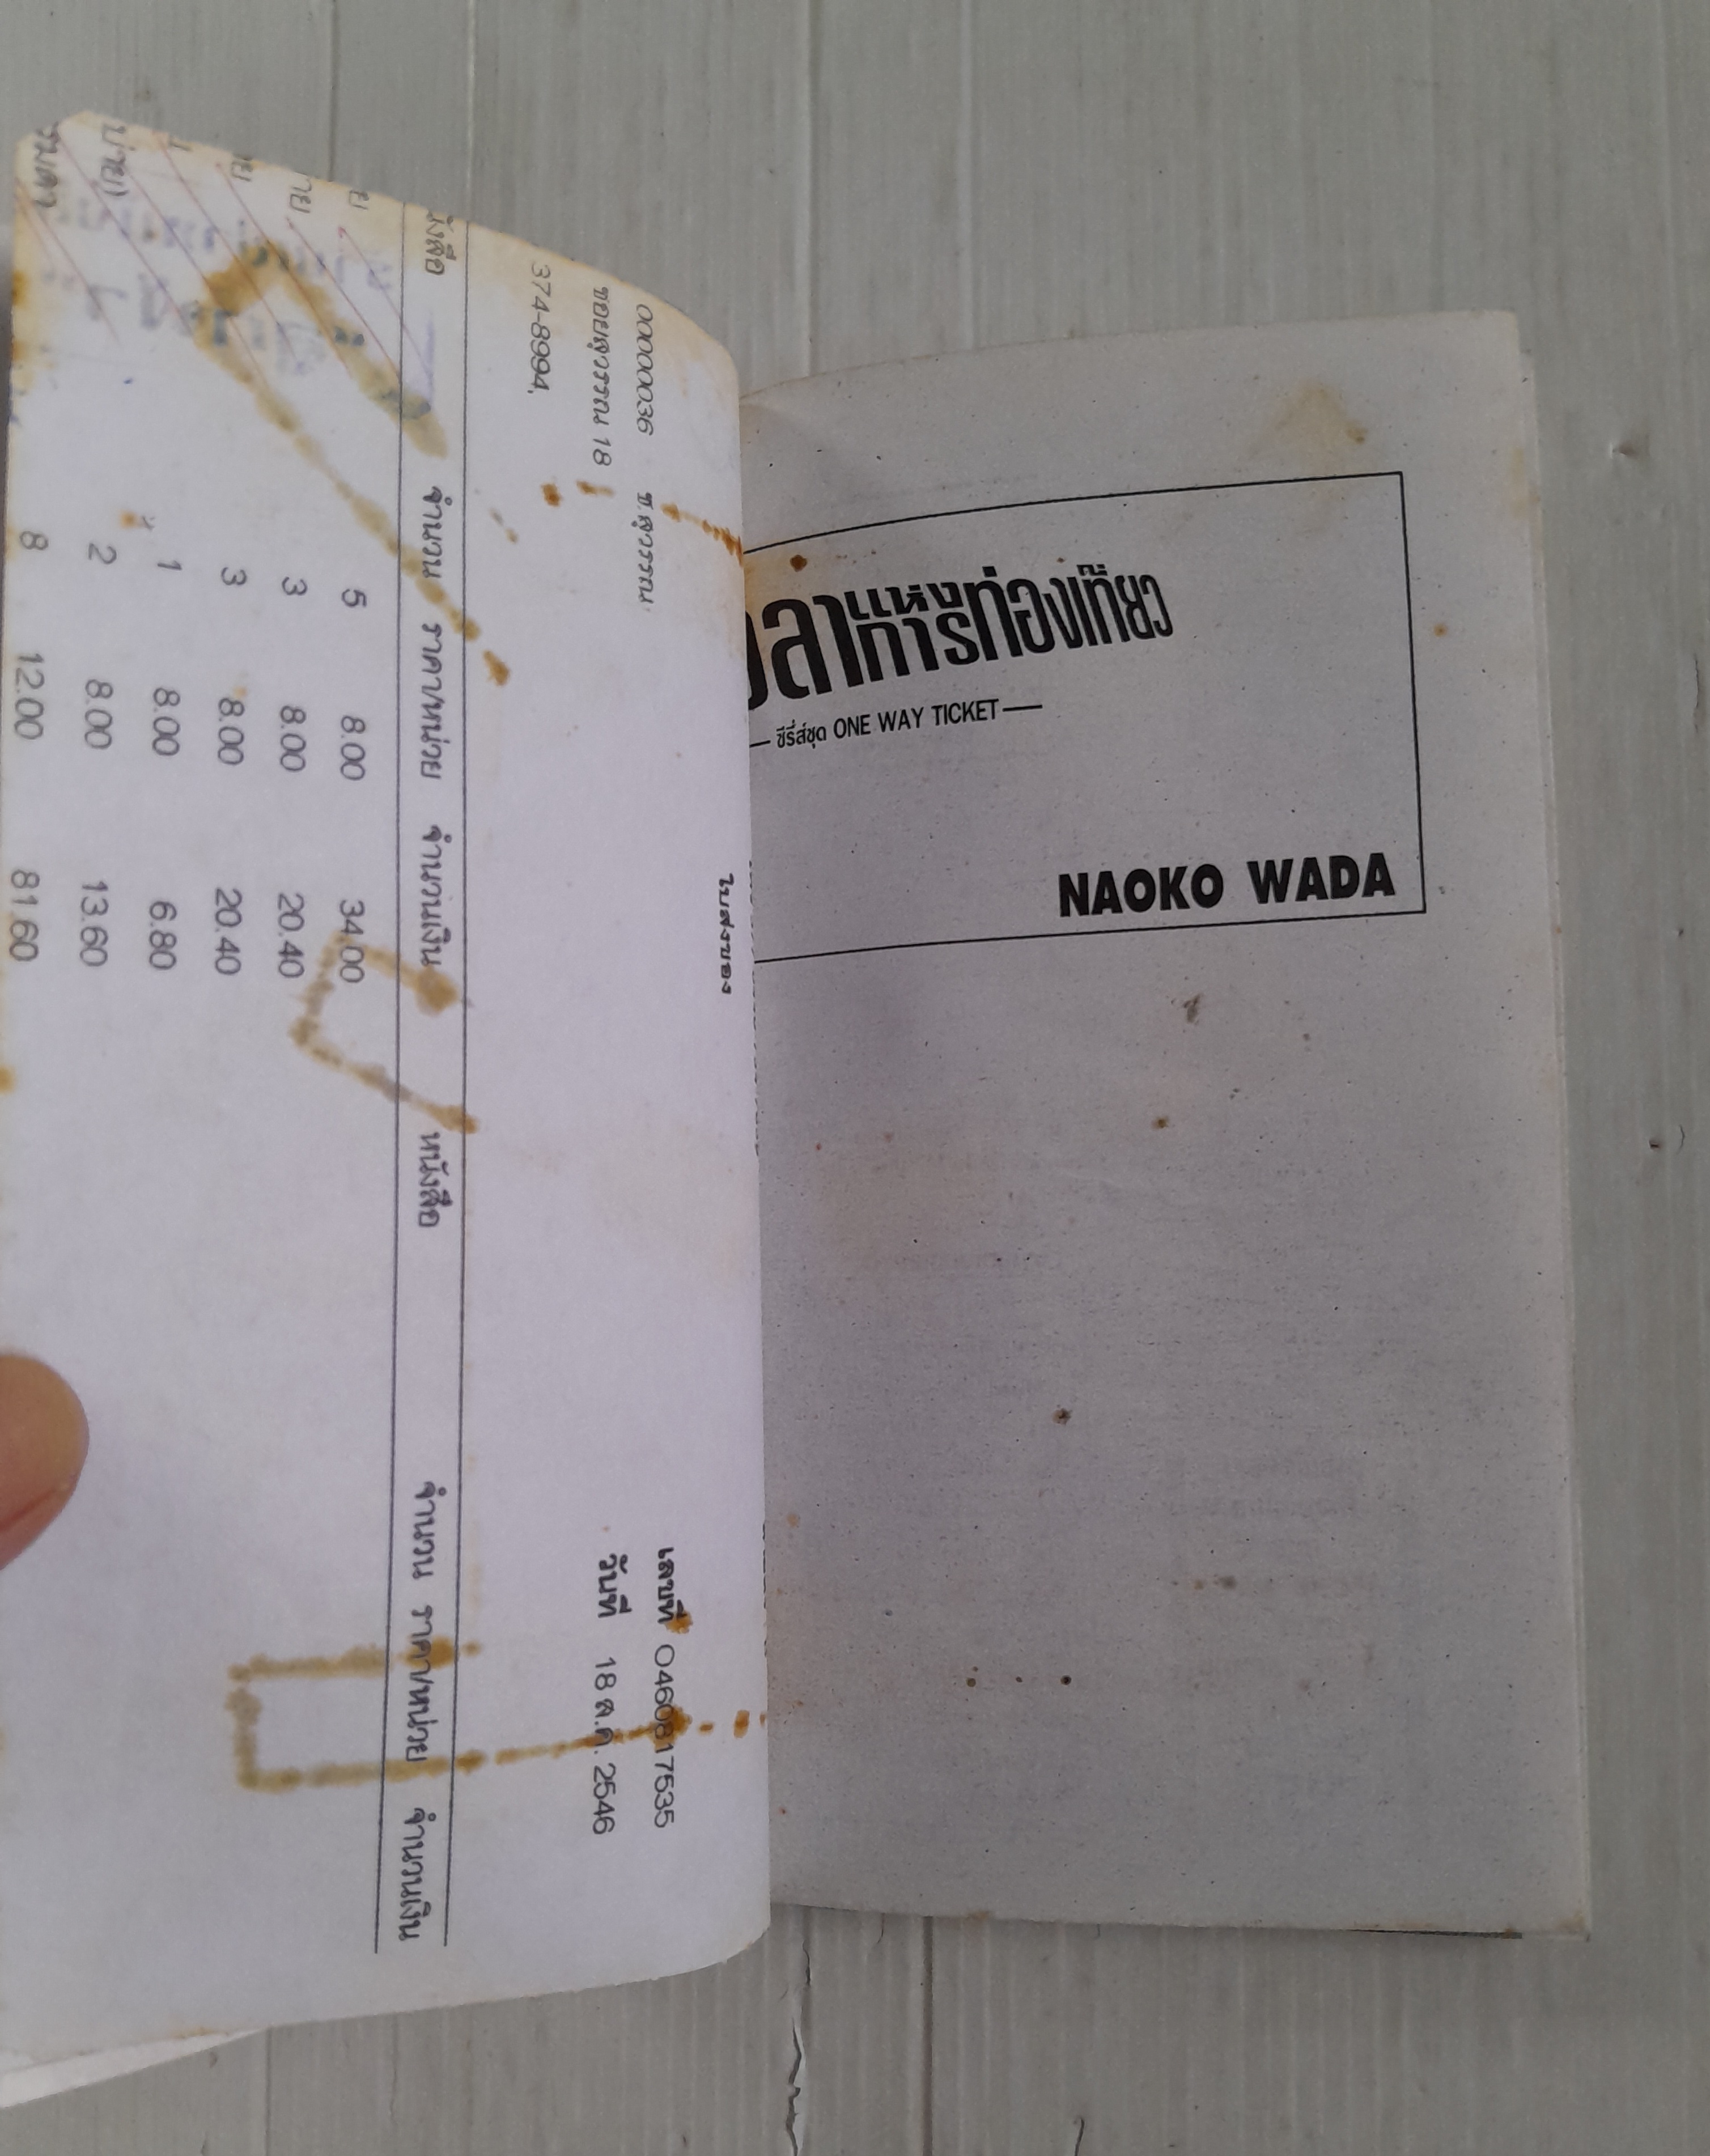 ใบส่งของ
00000036 ช.สุวรรณ เลขที่ 0460817535
ซอยสุวรรณ 18 วันที่ 18 ส.ค. 2546
374-8994,
จำนวน ราคา/หน่วย จำนวนเงิน หนังสือ จำนวน ราคา/หน่วย จำนวนเงิน
5 8.00 34.00
3 8.00 20.40
3 8.00 20.40
1 8.00 6.80
2 8.00 13.60
8 12.00 81.60
แห่งการท่องเที่ยว
— ซีรี่ส์ชุด ONE WAY TICKET —
NAOKO WADA